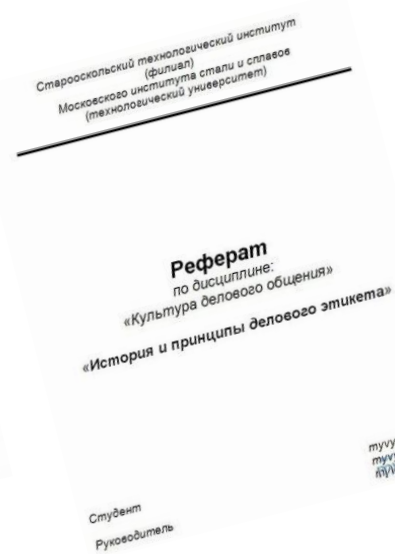 Старооскольский технологический институт
(филиал)
Московского института стали и сплавов
(технологический университет)
Реферат
по дисциплине:
«Культура делового общения»
«История и принципы делового этикета»
Студент
Руководитель